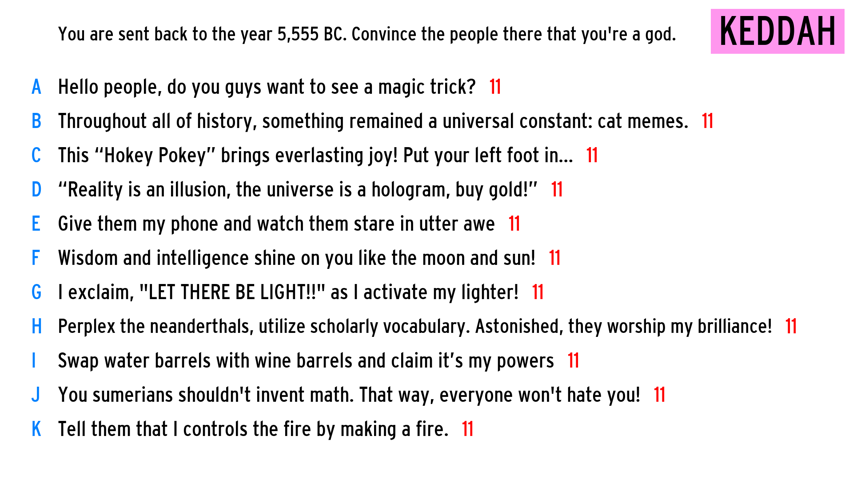 You are sent back to the year 5,555 BC. Convince the people there that you're a god.
KEDDAH
A Hello people, do you guys want to see a magic trick? 11
B Throughout all of history, something remained a universal constant: cat memes. 11
C This “Hokey Pokey” brings everlasting joy! Put your left foot in... 11
D “Reality is an illusion, the universe is a hologram, buy gold!” 11
E Give them my phone and watch them stare in utter awe 11
F Wisdom and intelligence shine on you like the moon and sun! 11
G I exclaim, "LET THERE BE LIGHT!!" as I activate my lighter! 11
H Perplex the neanderthals, utilize scholarly vocabulary. Astonished, they worship my brilliance! 11
I Swap water barrels with wine barrels and claim it’s my powers 11
J You sumerians shouldn't invent math. That way, everyone won't hate you! 11
K Tell them that I controls the fire by making a fire. 11